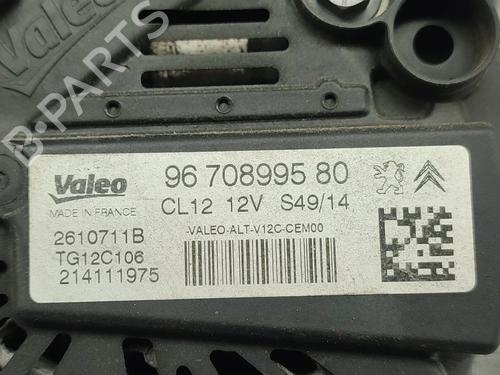 Valeo
B-PARTS
Valeo
MADE IN FRANCE
96 708995 80
CL12 12V S49/14
-VALEO-ALT-V12C-CEM00
2610711B
TG12C106
214111975